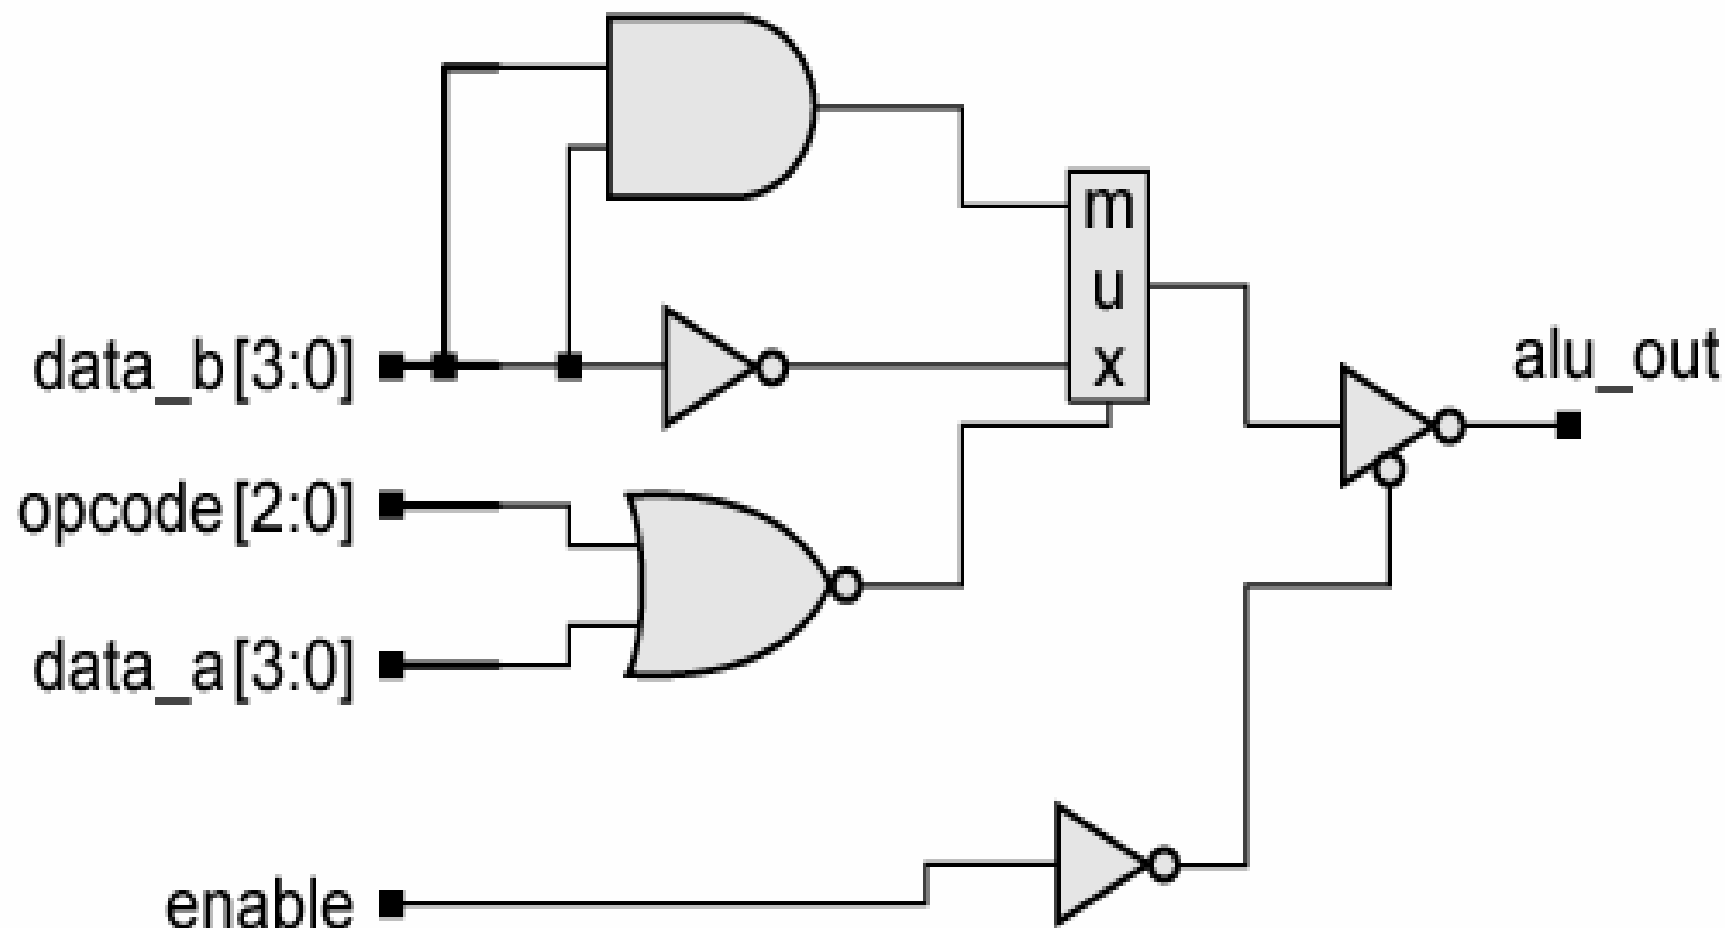 m
u
x
data_b[3:0]
alu_out
opcode[2:0]
data_a[3:0]
enable